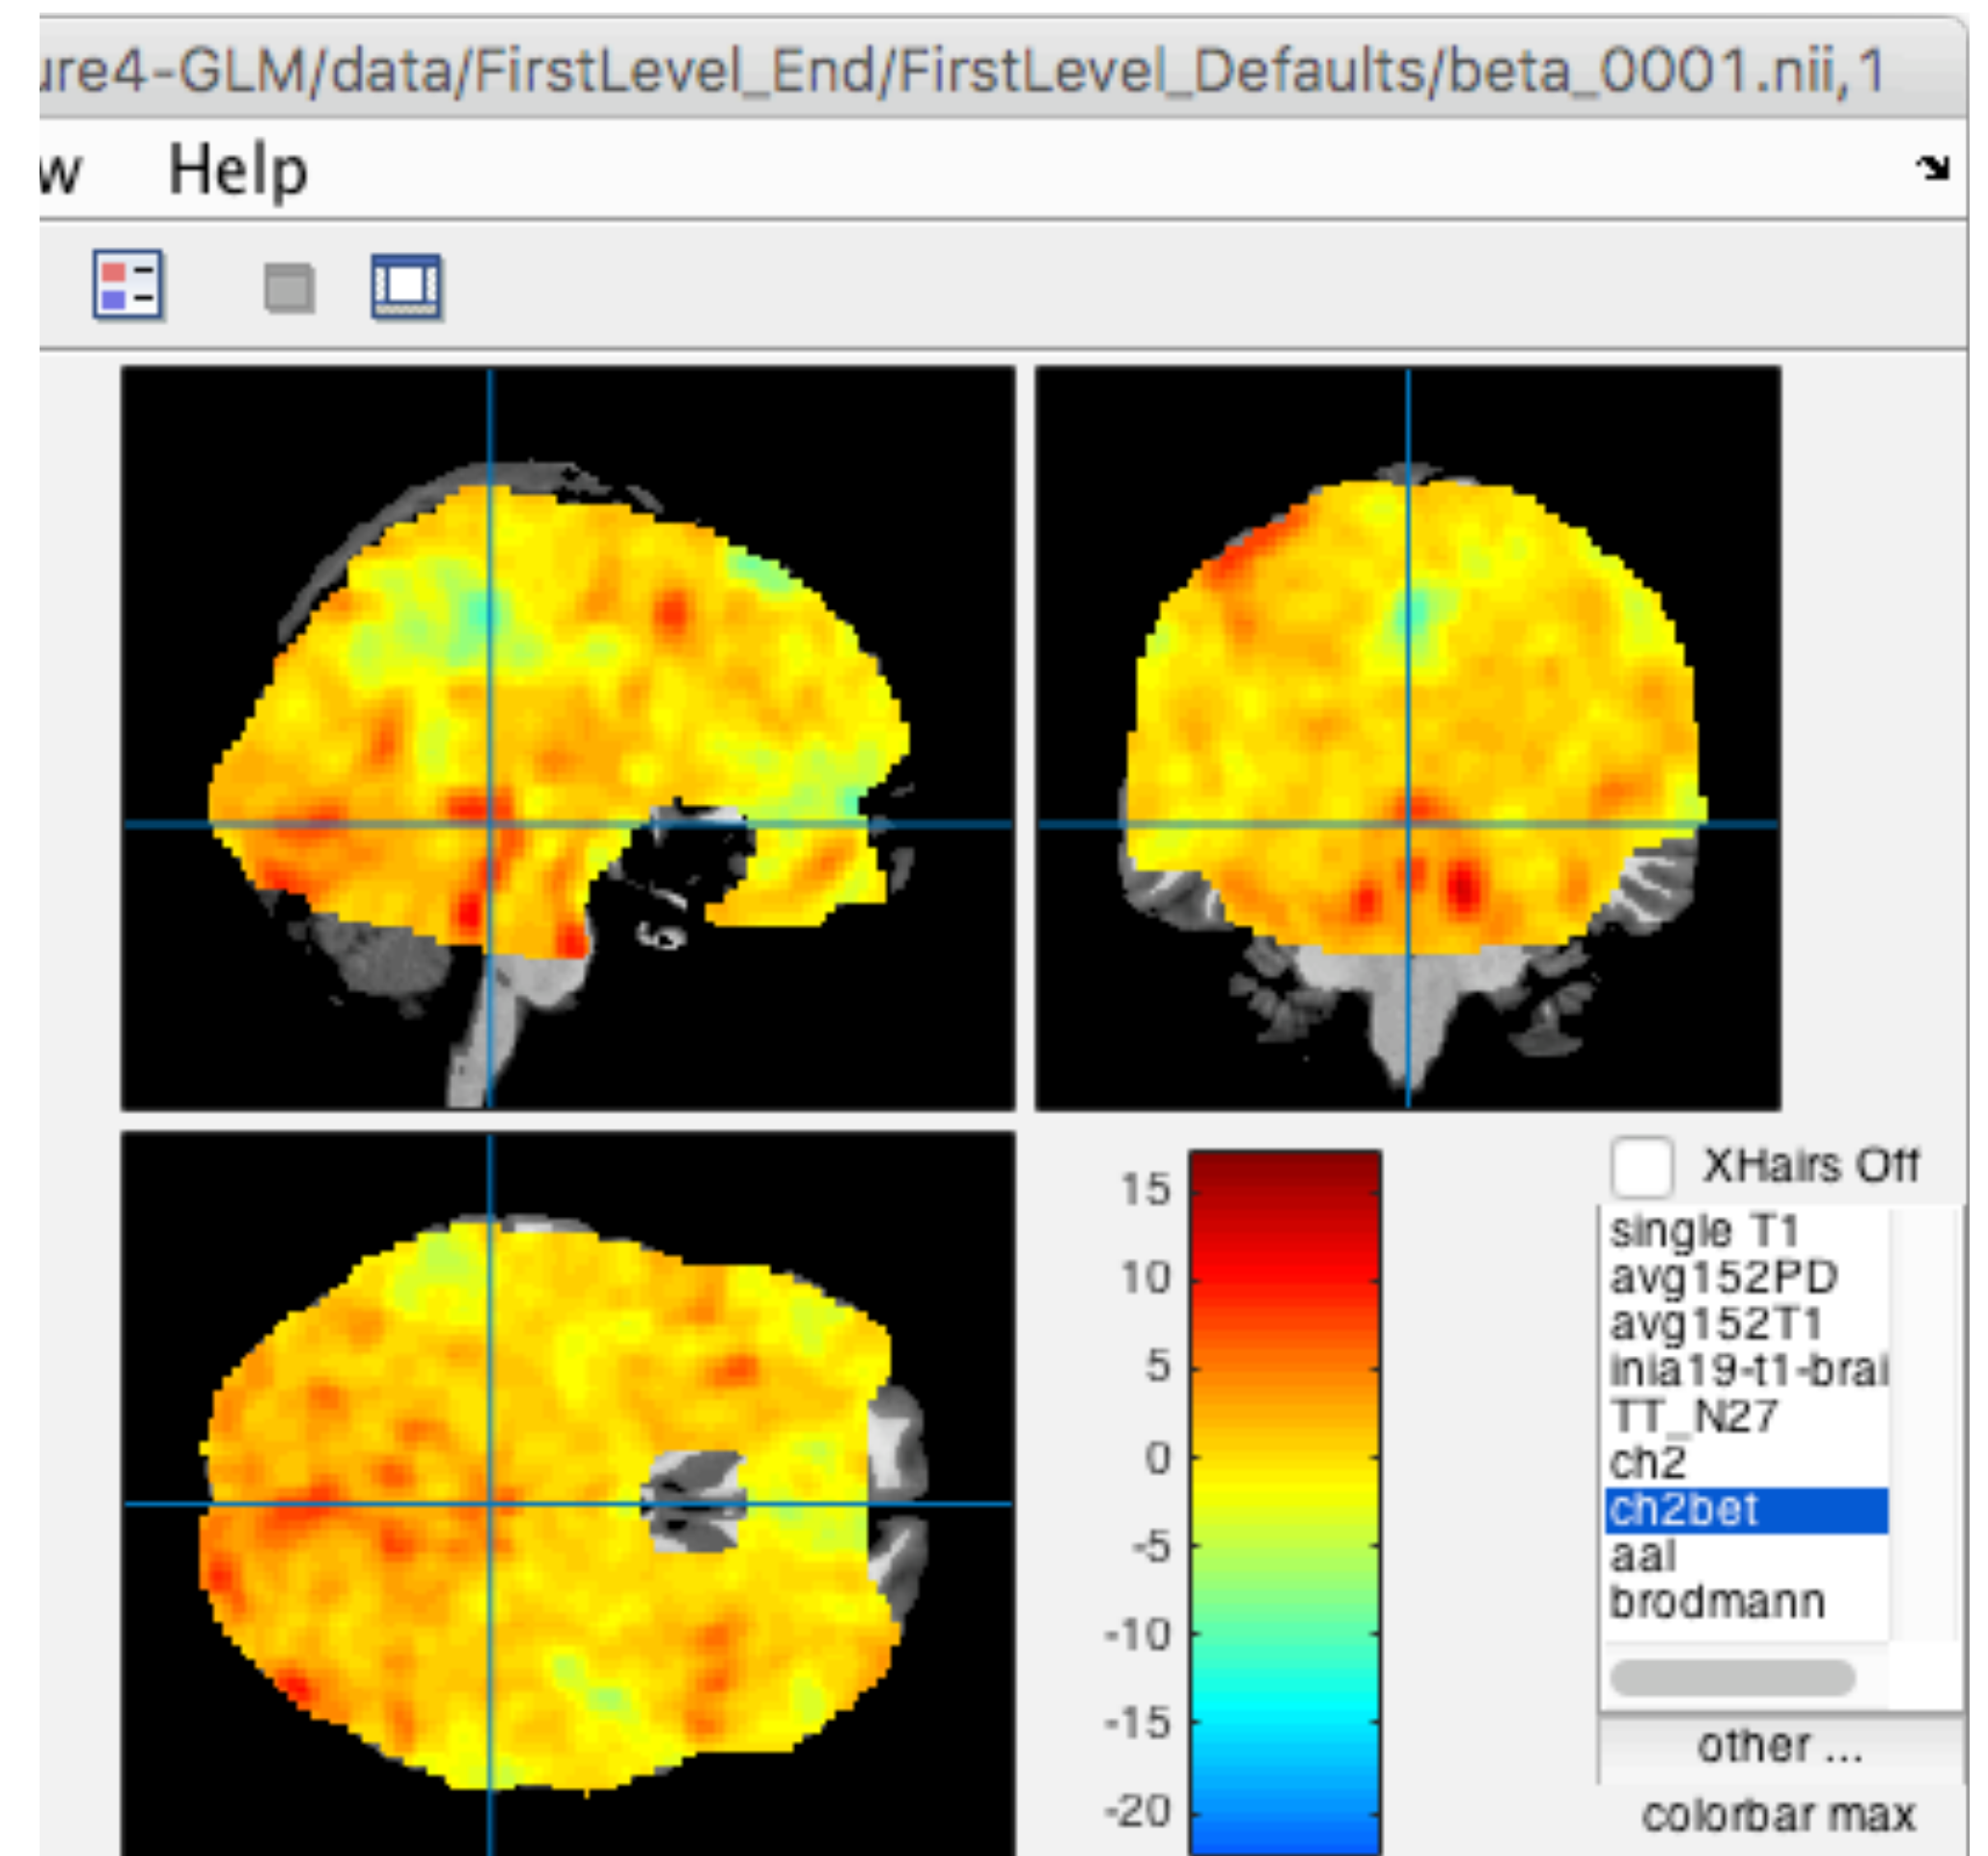 ure4-GLM/data/FirstLevel_End/FirstLevel_Defaults/beta_0001.nii,1
w Help
XHairs Off
15
10
5
0
-5
-10
-15
-20
single T1
avg152PD
avg152T1
inia19-t1-brai
TT_N27
ch2
ch2bet
aal
brodmann
other ...
colorbar max